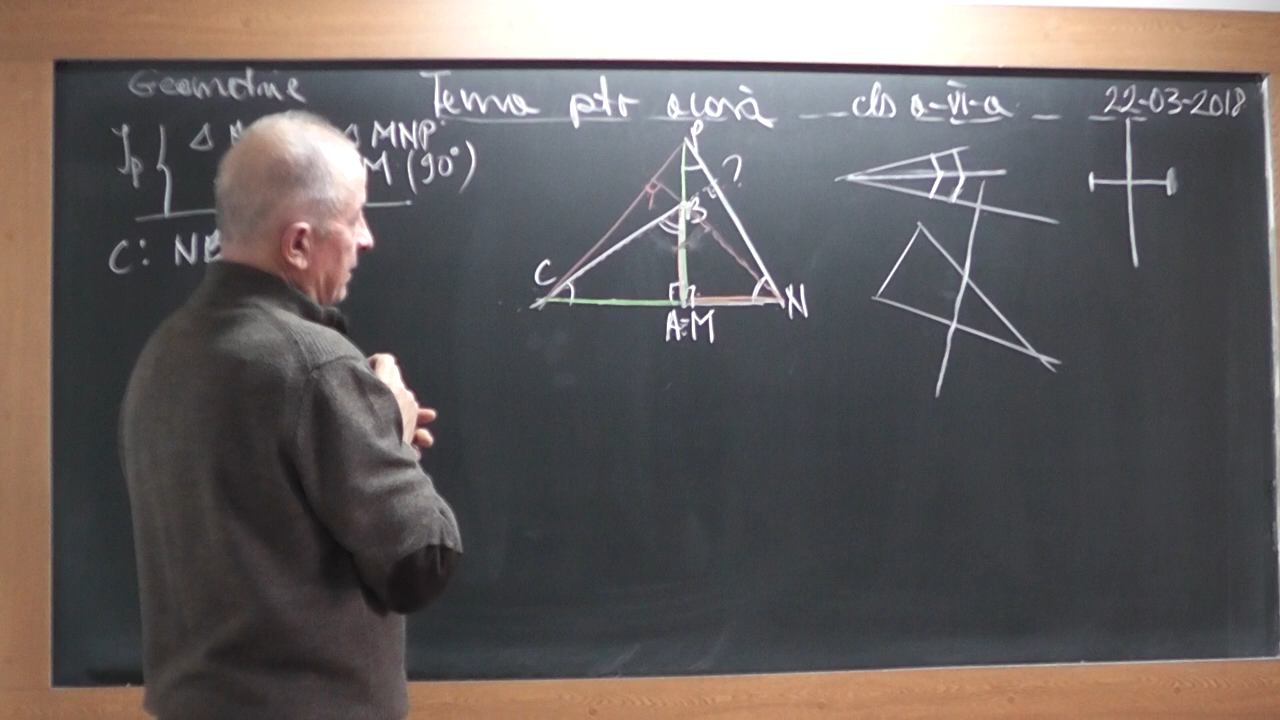 Geometrie Tema ptr acasă cls a-VI-a 22-03-2018
Ip { Δ Δ MNP
M (90°)
C: NB
P
?
B
C
N
A=M